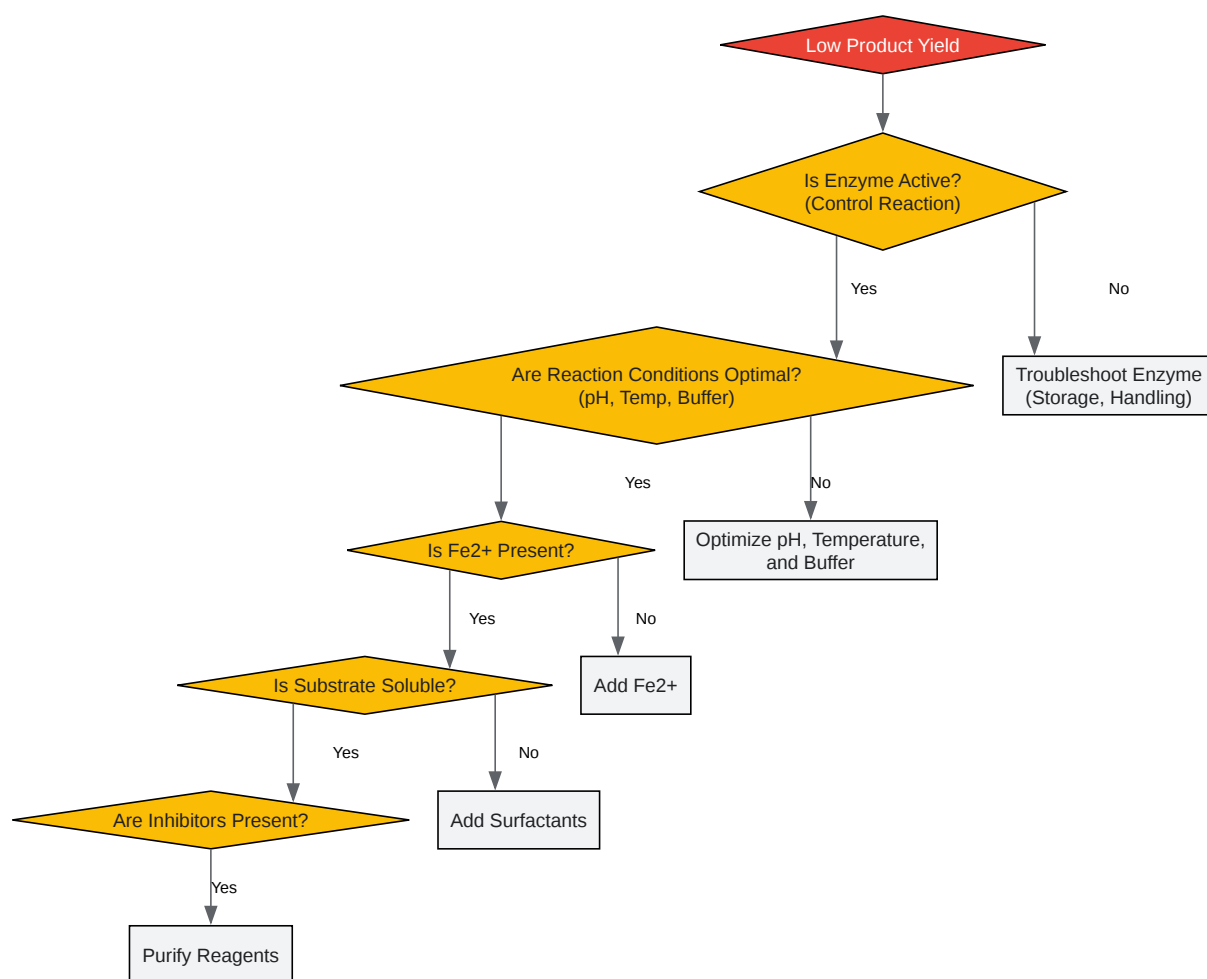 Low Product Yield
Is Enzyme Active?
(Control Reaction)
Yes
No
Are Reaction Conditions Optimal?
(pH, Temp, Buffer)
Troubleshoot Enzyme
(Storage, Handling)
Yes
No
Is Fe2+ Present?
Optimize pH, Temperature,
and Buffer
Yes
No
Is Substrate Soluble?
Add Fe2+
Yes
No
Are Inhibitors Present?
Add Surfactants
Yes
Purify Reagents